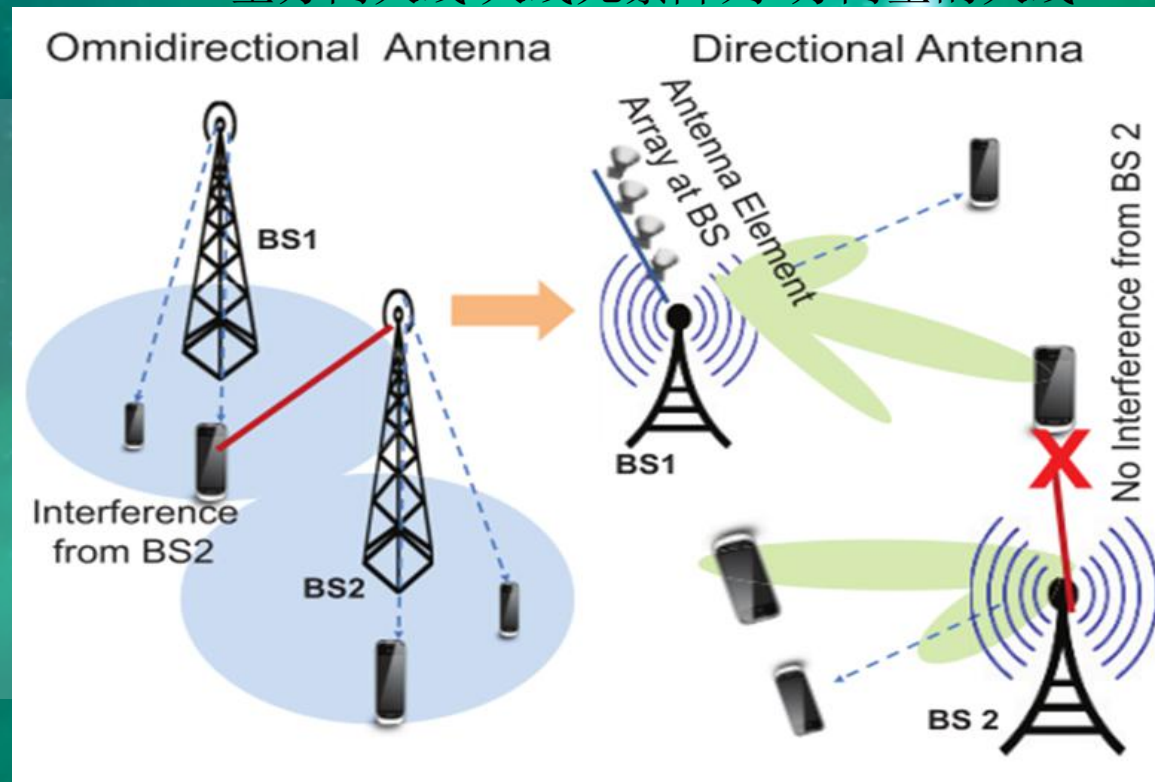 Omnidirectional Antenna
BS1
BS2
Interference
from BS2
Directional Antenna
Antenna Element
Array at BS
BS1
No Interference from BS 2
BS 2